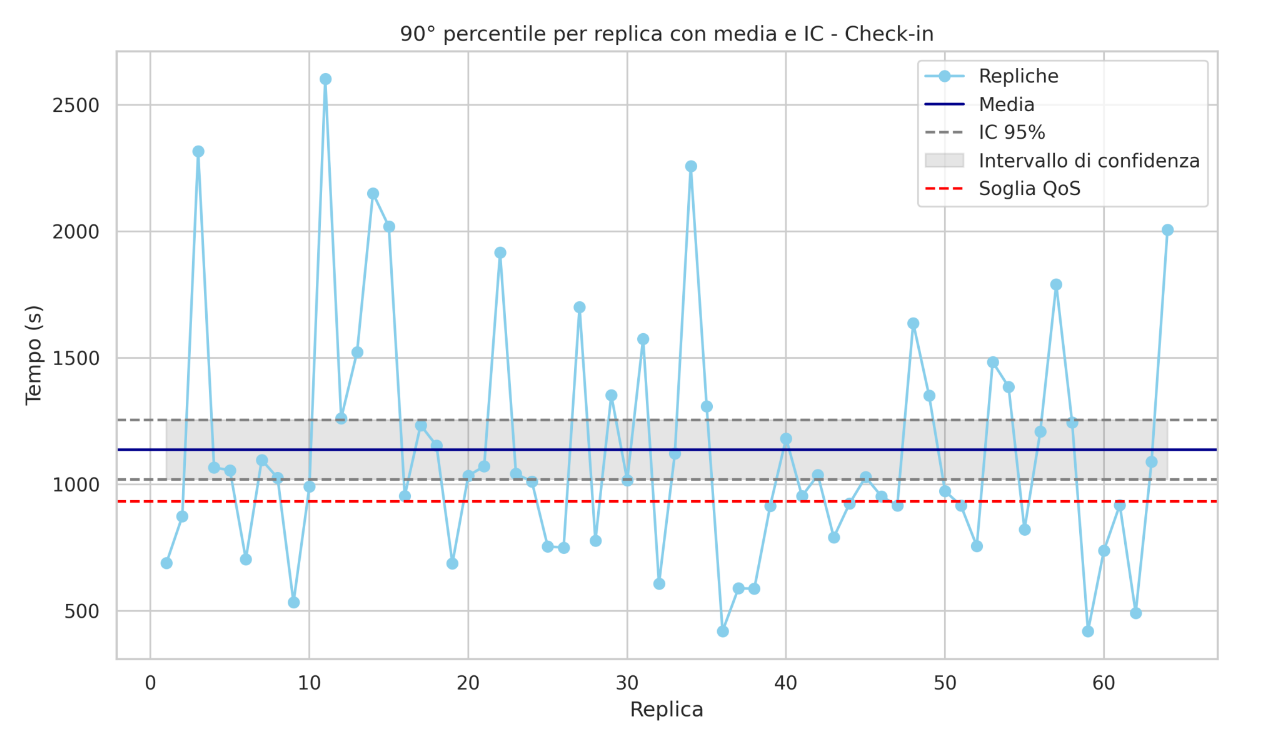 90° percentile per replica con media e IC - Check-in
Repliche
Media
IC 95%
Intervallo di confidenza
Soglia QoS
Tempo (s)
2500
2000
1500
1000
500
0 10 20 30 40 50 60
Replica